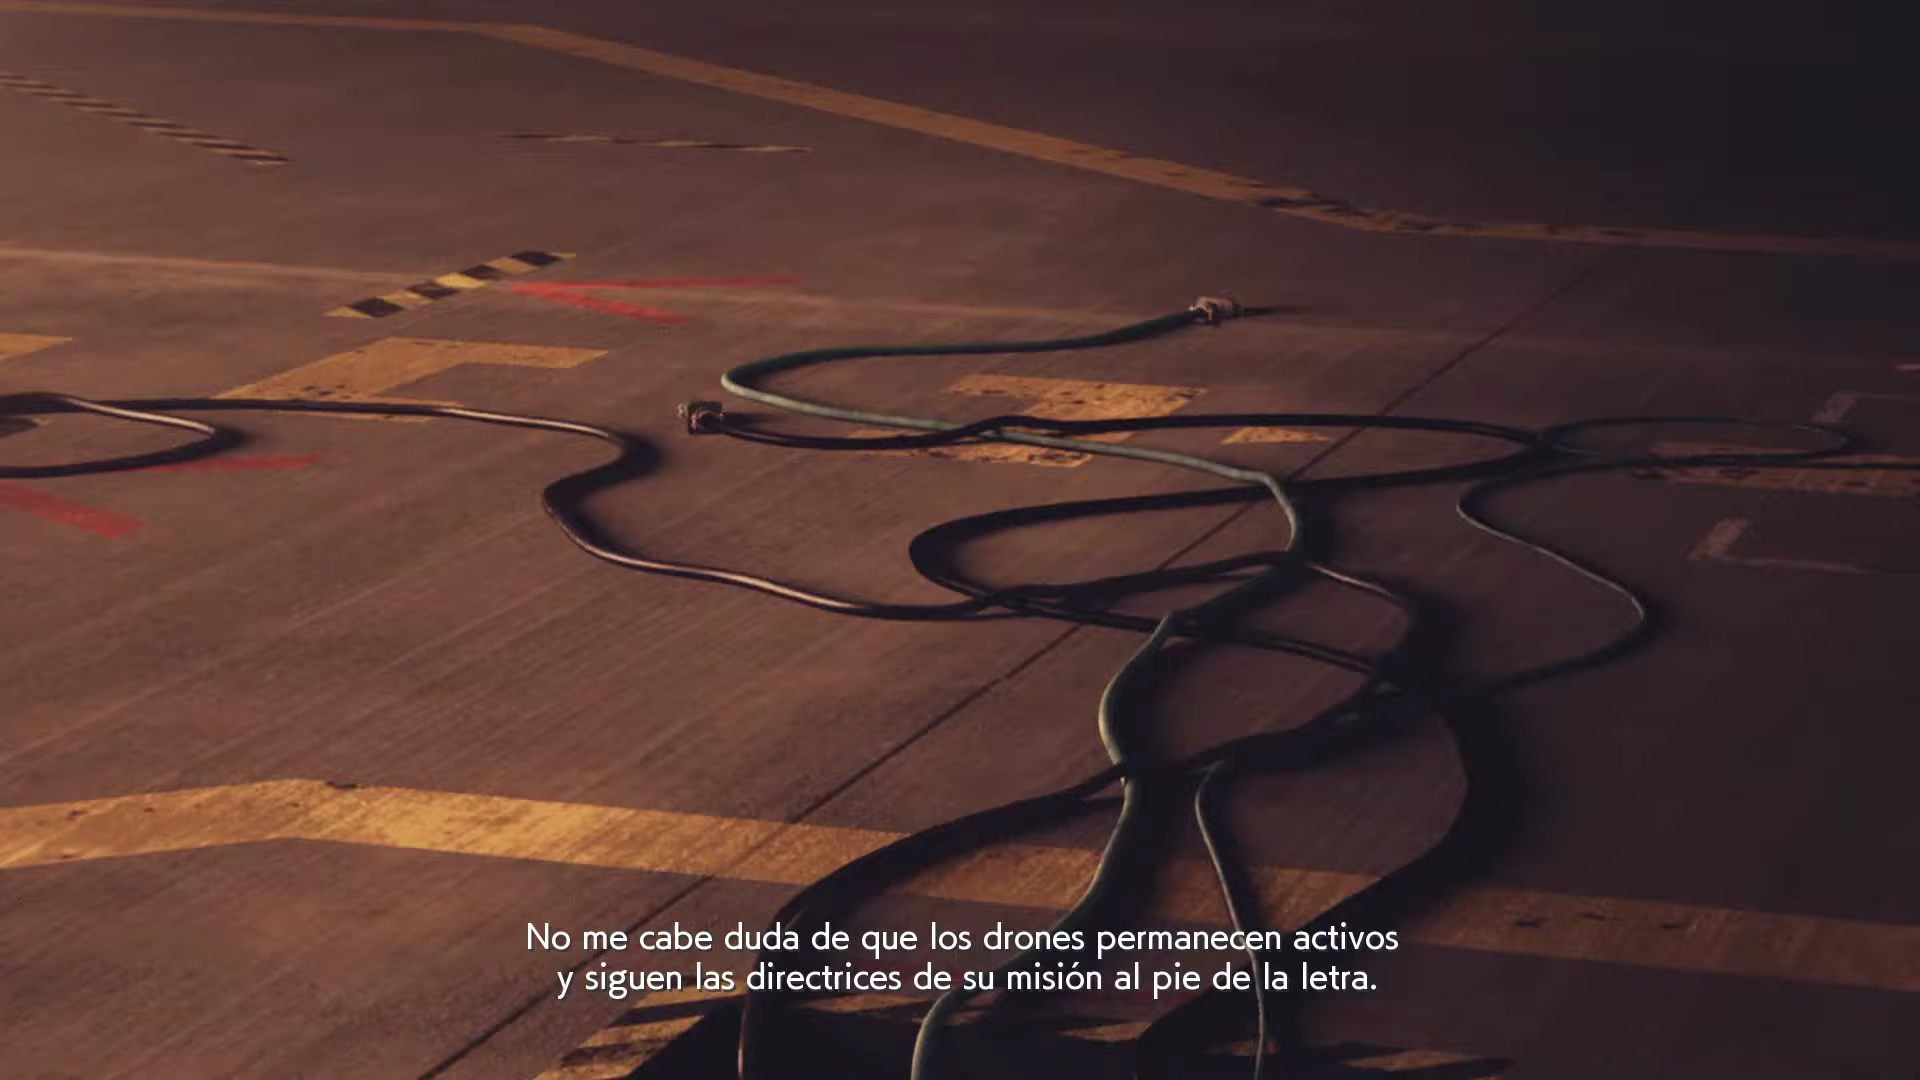 No me cabe duda de que los drones permanecen activos
y siguen las directrices de su misión al pie de la letra.